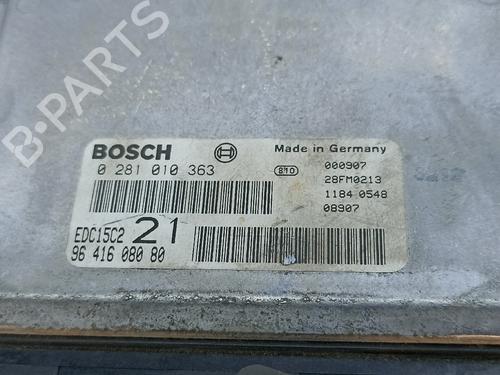 B-PARTS
BOSCH Made in Germany
0 281 010 363 810 000907
28FM0213
1184 0548
08907
EDC15C2 21
96 416 080 80